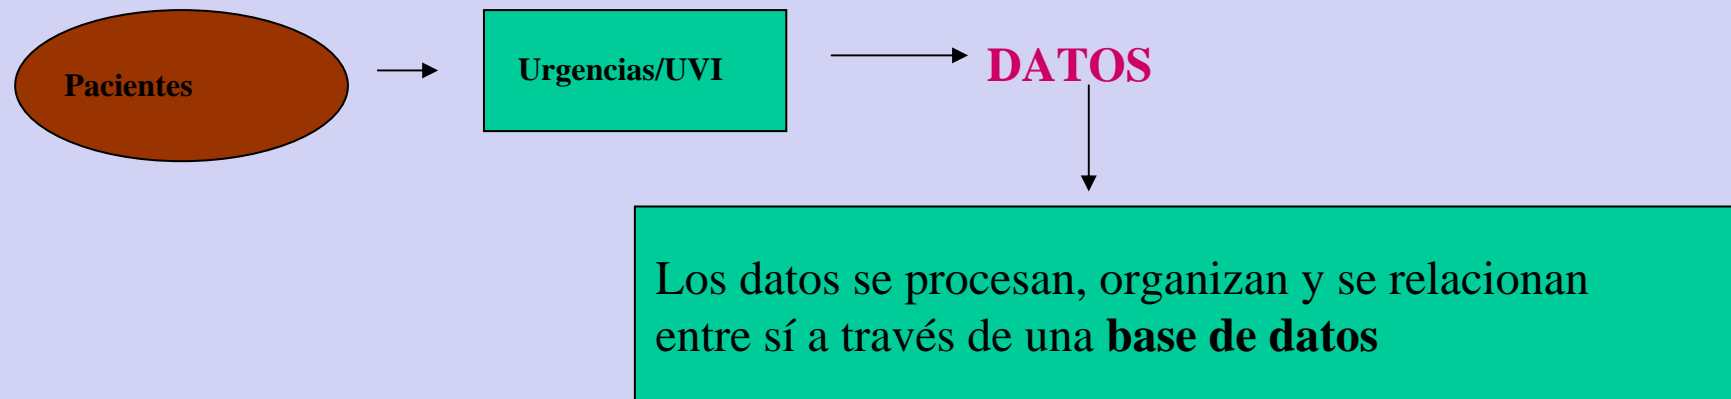 Pacientes
Urgencias/UVI
DATOS
Los datos se procesan, organizan y se relacionan
entre sí a través de una base de datos